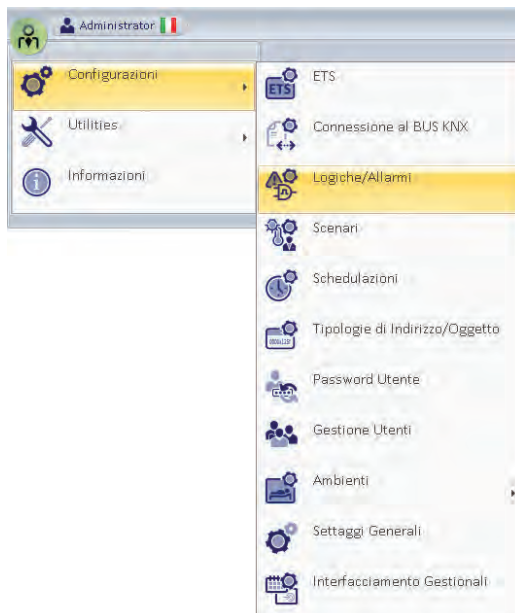 Administrator
Configurazioni
Utilities
Informazioni
ETS
ETS
Connessione al BUS KNX
Logiche/Allarmi
Scenari
Schedulazioni
Tipologie di Indirizzo/Oggetto
Password Utente
Gestione Utenti
Ambienti
Settaggi Generali
Interfacciamento Gestionali